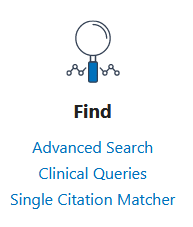 Find
Advanced Search
Clinical Queries
Single Citation Matcher